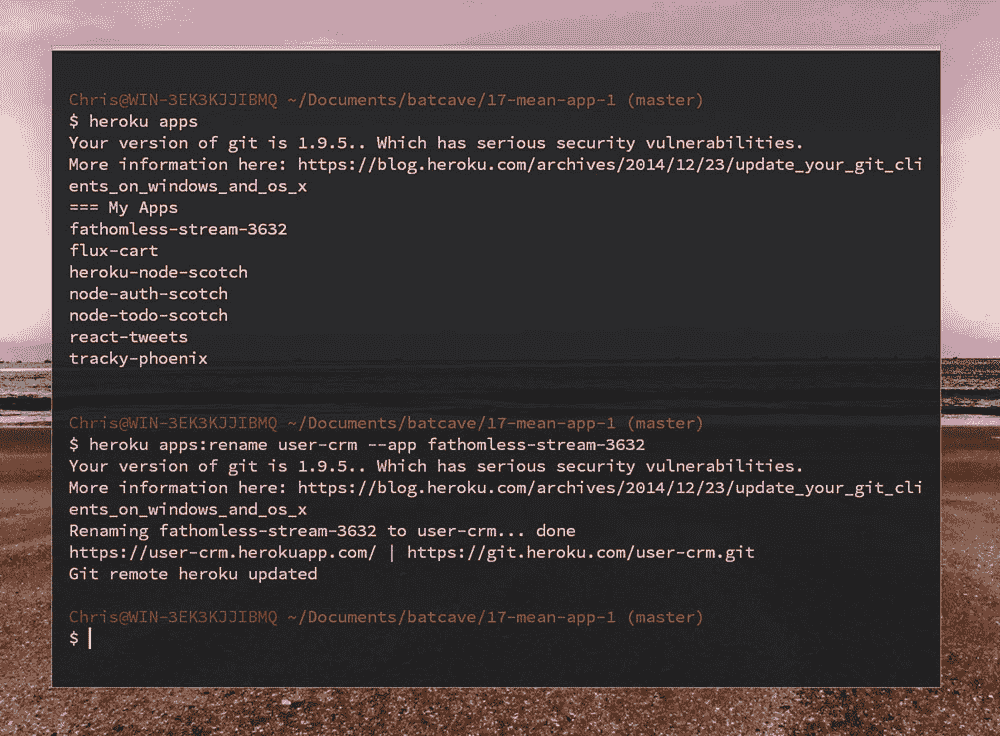 Chris@WIN-3EK3KJJIBMQ ~/Documents/batcave/17-mean-app-1 (master)
$ heroku apps
Your version of git is 1.9.5.. Which has serious security vulnerabilities.
More information here: https://blog.heroku.com/archives/2014/12/23/update_your_git_cli
ents_on_windows_and_os_x
=== My Apps
fathomless-stream-3632
flux-cart
heroku-node-scotch
node-auth-scotch
node-todo-scotch
react-tweets
tracky-phoenix
Chris@WIN-3EK3KJJIBMQ ~/Documents/batcave/17-mean-app-1 (master)
$ heroku apps:rename user-crm --app fathomless-stream-3632
Your version of git is 1.9.5.. Which has serious security vulnerabilities.
More information here: https://blog.heroku.com/archives/2014/12/23/update_your_git_cli
ents_on_windows_and_os_x
Renaming fathomless-stream-3632 to user-crm... done
https://user-crm.herokuapp.com/ | https://git.heroku.com/user-crm.git
Git remote heroku updated
Chris@WIN-3EK3KJJIBMQ ~/Documents/batcave/17-mean-app-1 (master)
$